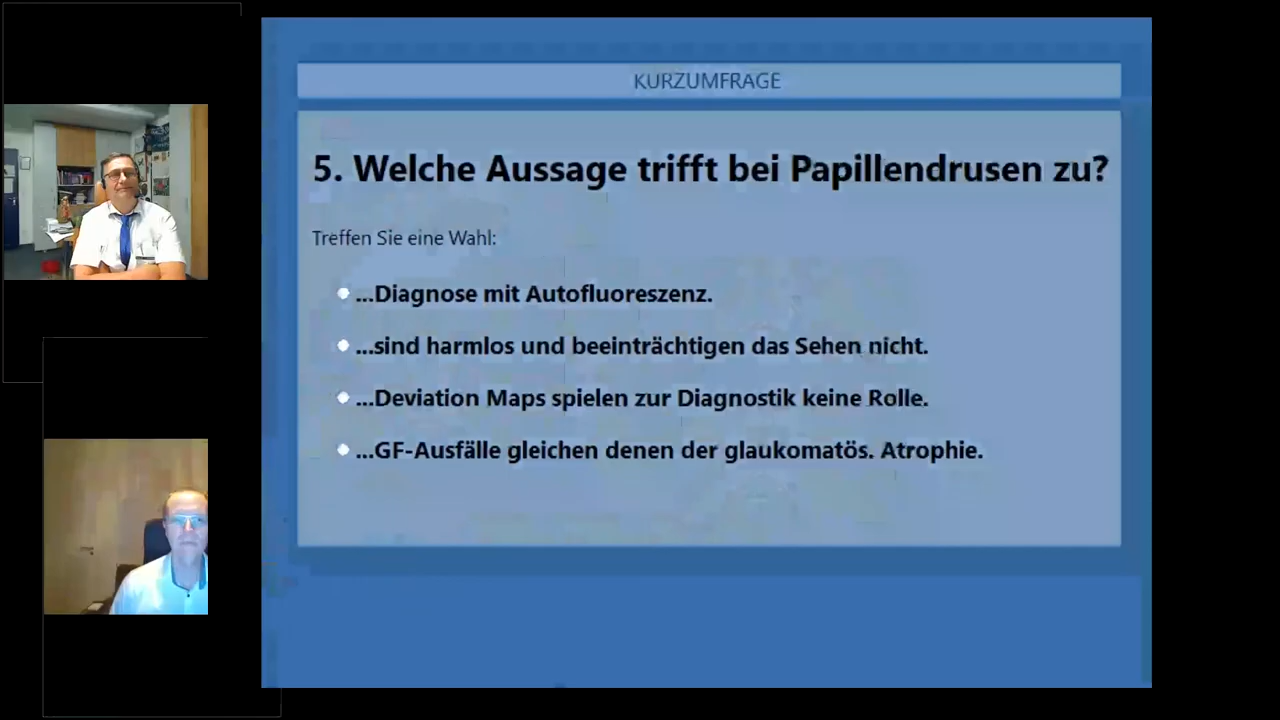 KURZUMFRAGE
5. Welche Aussage trifft bei Papillendrusen zu?
Treffen Sie eine Wahl:
...Diagnose mit Autofluoreszenz.
...sind harmlos und beeinträchtigen das Sehen nicht.
...Deviation Maps spielen zur Diagnostik keine Rolle.
...GF-Ausfälle gleichen denen der glaukomatös. Atrophie.